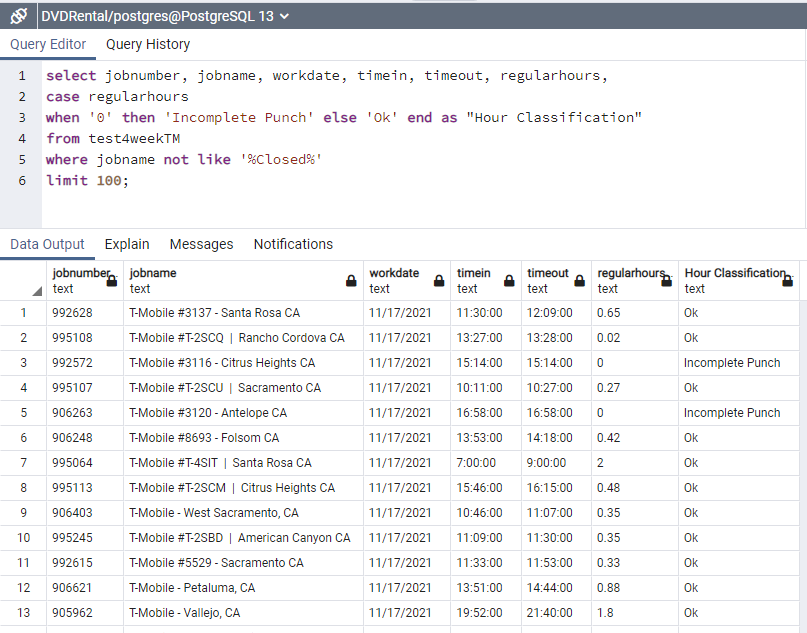 DVDRental/postgres@PostgreSQL 13
Query Editor Query History
1 select jobnumber, jobname, workdate, timein, timeout, regularhours,
2 case regularhours
3 when '0' then 'Incomplete Punch' else 'Ok' end as "Hour Classification"
4 from test4weekTM
5 where jobname not like '%Closed%'
6 limit 100;
Data Output Explain Messages Notifications
jobnumber jobname workdate timein timeout regularhours Hour Classification
text text text text text text text
1 992628 T-Mobile #3137 - Santa Rosa CA 11/17/2021 11:30:00 12:09:00 0.65 Ok
2 995108 T-Mobile #T-2SCQ | Rancho Cordova CA 11/17/2021 13:27:00 13:28:00 0.02 Ok
3 992572 T-Mobile #3116 - Citrus Heights CA 11/17/2021 15:14:00 15:14:00 0 Incomplete Punch
4 995107 T-Mobile #T-2SCU | Sacramento CA 11/17/2021 10:11:00 10:27:00 0.27 Ok
5 906263 T-Mobile #3120 - Antelope CA 11/17/2021 16:58:00 16:58:00 0 Incomplete Punch
6 906248 T-Mobile #8693 - Folsom CA 11/17/2021 13:53:00 14:18:00 0.42 Ok
7 995064 T-Mobile #T-4SIT | Santa Rosa CA 11/17/2021 7:00:00 9:00:00 2 Ok
8 995113 T-Mobile #T-2SCM | Citrus Heights CA 11/17/2021 15:46:00 16:15:00 0.48 Ok
9 906403 T-Mobile - West Sacramento, CA 11/17/2021 10:46:00 11:07:00 0.35 Ok
10 995245 T-Mobile #T-2SBD | American Canyon CA 11/17/2021 11:09:00 11:30:00 0.35 Ok
11 992615 T-Mobile #5529 - Sacramento CA 11/17/2021 11:33:00 11:53:00 0.33 Ok
12 906621 T-Mobile - Petaluma, CA 11/17/2021 13:51:00 14:44:00 0.88 Ok
13 905962 T-Mobile - Vallejo, CA 11/17/2021 19:52:00 21:40:00 1.8 Ok